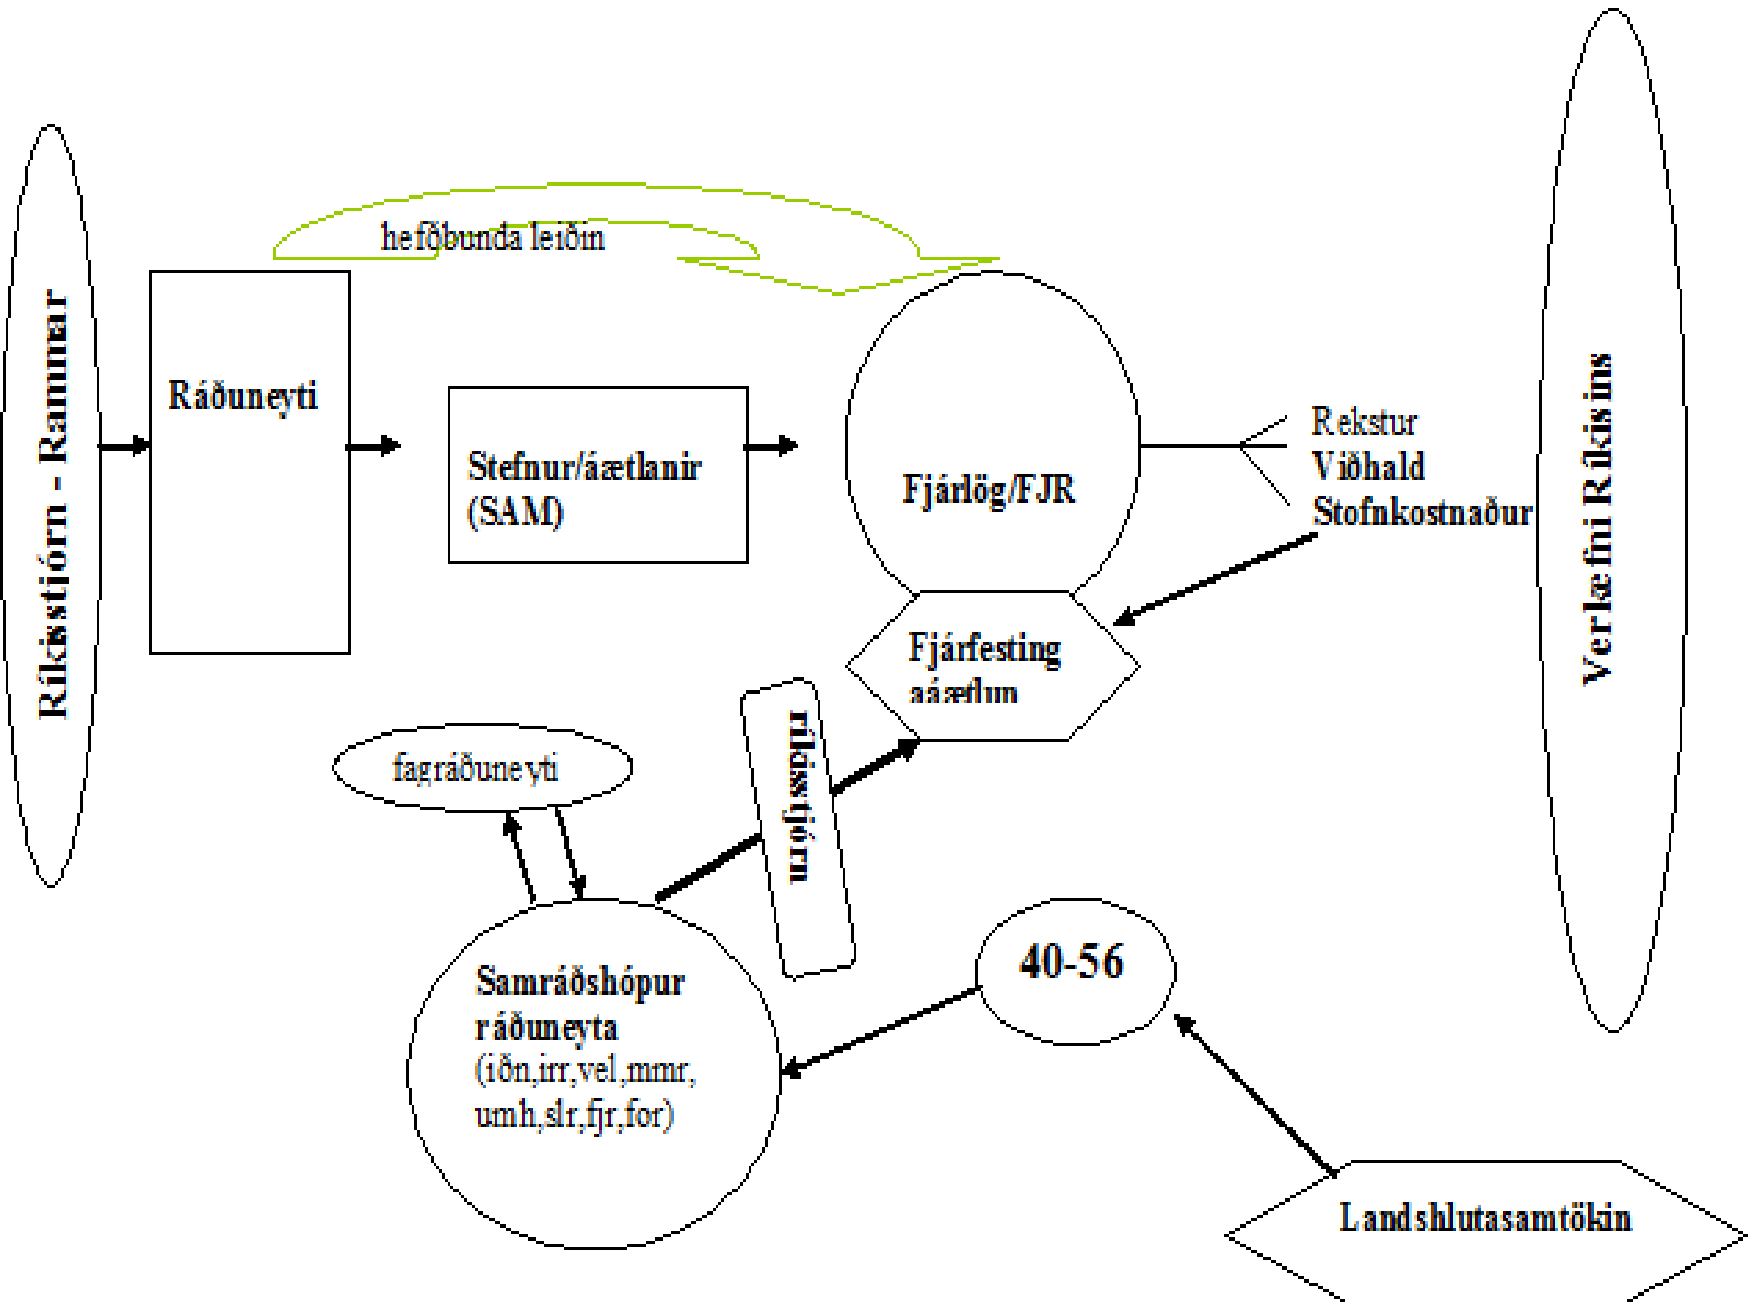 hefðbunda leiðin
Ríkisstjórn - Rammar
Ráðuneyti
Stefnur/áætlanir
(SAM)
Fjárlög/FJR
Rekstur
Viðhald
Stofnkostnaður
Verkefni Ríkisins
Fjárfesting
aáætlun
ríkisstjórn
fagráðuneyti
Samráðshópur
ráðuneyta
(iðn,irr,vel,mmr,
umh,slr,fjr,for)
40-56
Landshlutasamtökin